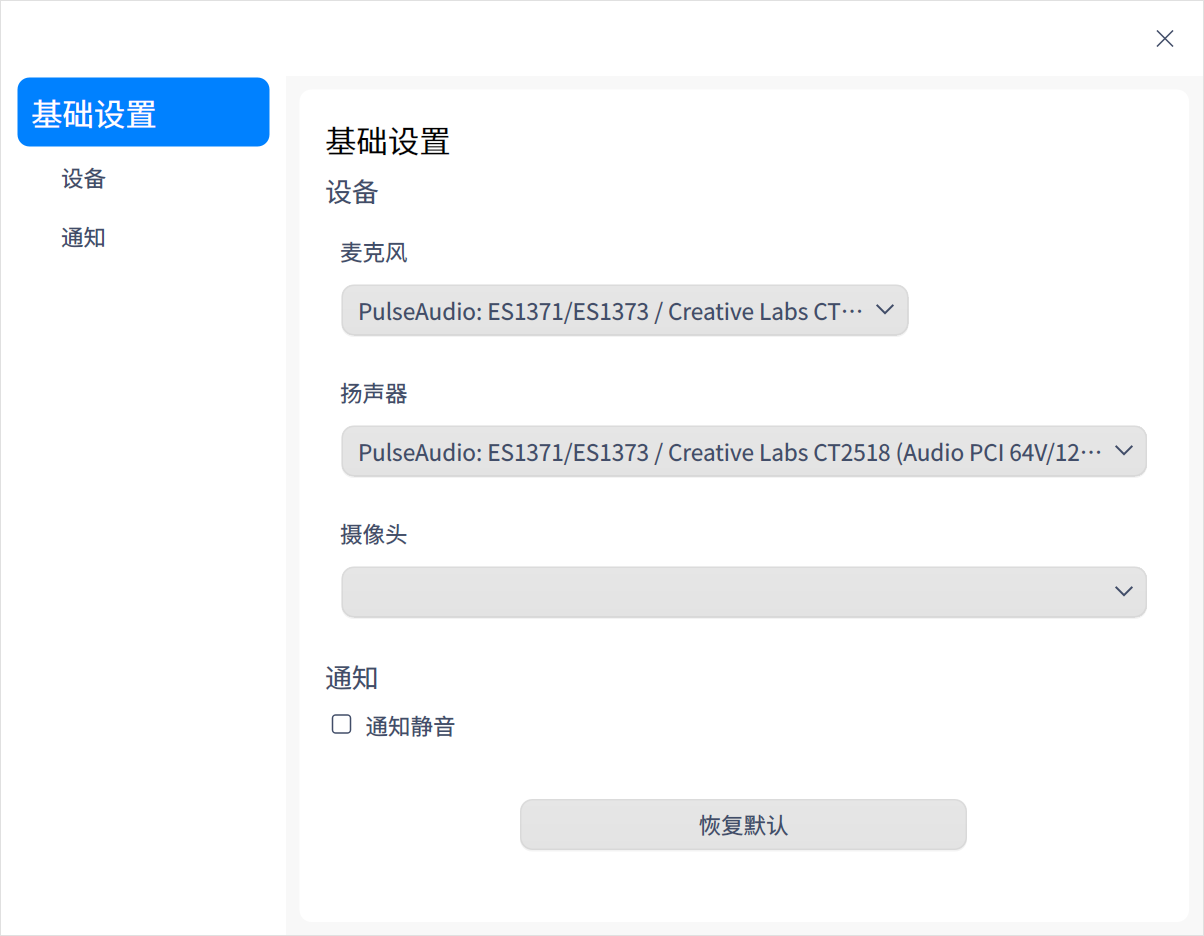 基础设置
设备
通知
基础设置
设备
麦克风
PulseAudio: ES1371/ES1373 / Creative Labs CT···
扬声器
PulseAudio: ES1371/ES1373 / Creative Labs CT2518 (Audio PCI 64V/12···
摄像头
通知
通知静音
恢复默认